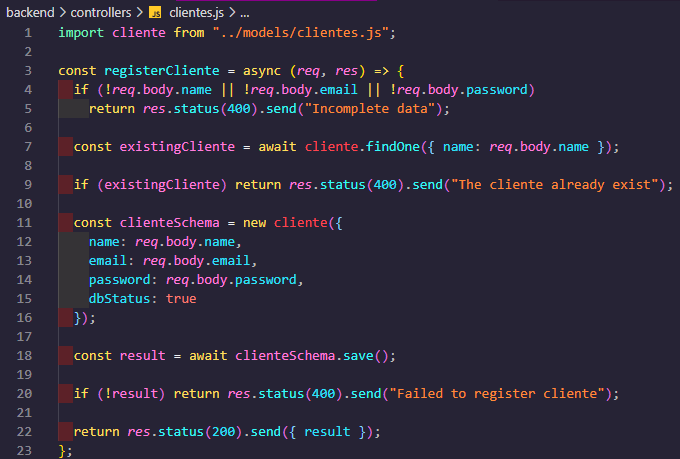 backend > controllers > JS clientes.js > ...
1 import cliente from "../models/clientes.js";
2
3 const registerCliente = async (req, res) => {
4 if (!req.body.name || !req.body.email || !req.body.password)
5 return res.status(400).send("Incomplete data");
6
7 const existingCliente = await cliente.findOne({ name: req.body.name });
8
9 if (existingCliente) return res.status(400).send("The cliente already exist");
10
11 const clienteSchema = new cliente({
12 name: req.body.name,
13 email: req.body.email,
14 password: req.body.password,
15 dbStatus: true
16 });
17
18 const result = await clienteSchema.save();
19
20 if (!result) return res.status(400).send("Failed to register cliente");
21
22 return res.status(200).send({ result });
23 };